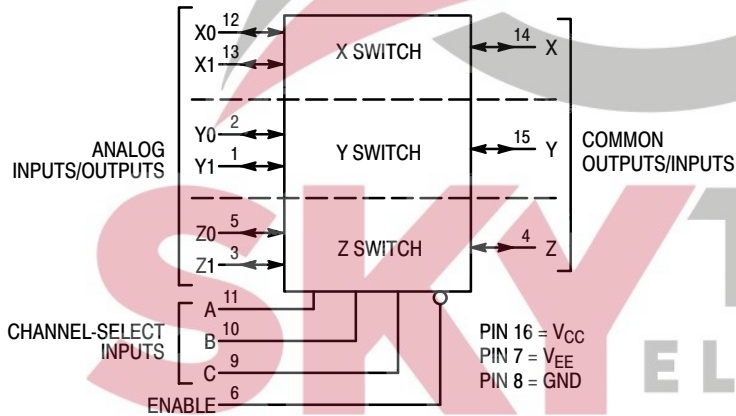 X0 12
X1 13
X SWITCH
14 X
Y0 2
Y1 1
Y SWITCH
15 Y
ANALOG
INPUTS/OUTPUTS
COMMON
OUTPUTS/INPUTS
Z0 5
Z1 3
Z SWITCH
4 Z
A 11
B 10
C 9
CHANNEL-SELECT
INPUTS
ENABLE 6
PIN 16 = VCC
PIN 7 = VEE
PIN 8 = GND
SKYT
EL